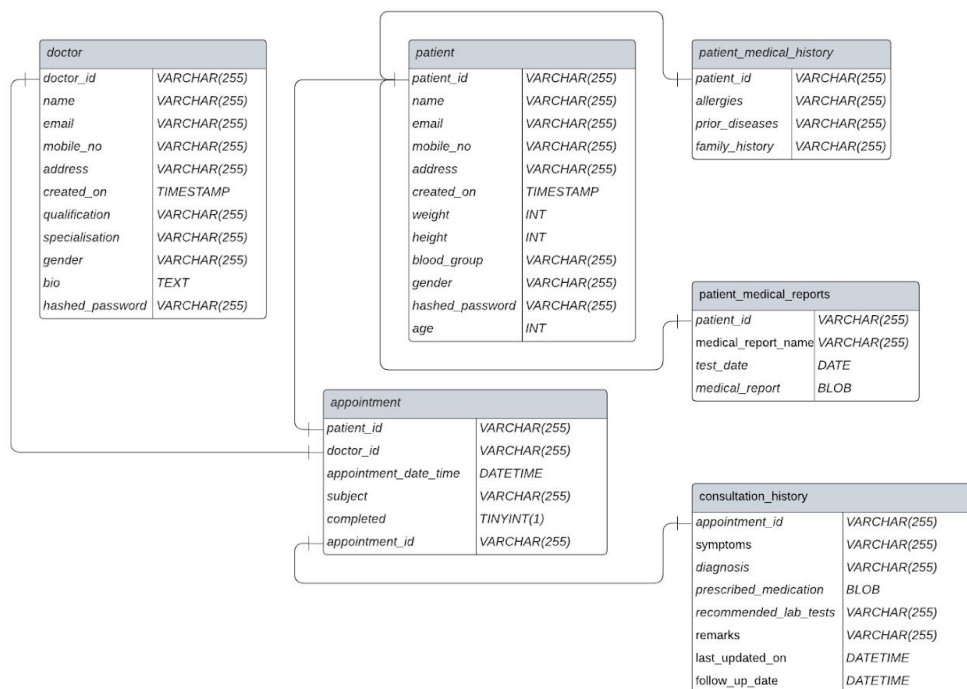 doctor
doctor_id VARCHAR(255)
name VARCHAR(255)
email VARCHAR(255)
mobile_no VARCHAR(255)
address VARCHAR(255)
created_on TIMESTAMP
qualification VARCHAR(255)
specialisation VARCHAR(255)
gender VARCHAR(255)
bio TEXT
hashed_password VARCHAR(255)
patient
patient_id VARCHAR(255)
name VARCHAR(255)
email VARCHAR(255)
mobile_no VARCHAR(255)
address VARCHAR(255)
created_on TIMESTAMP
weight INT
height INT
blood_group VARCHAR(255)
gender VARCHAR(255)
hashed_password VARCHAR(255)
age INT
patient_medical_history
patient_id VARCHAR(255)
allergies VARCHAR(255)
prior_diseases VARCHAR(255)
family_history VARCHAR(255)
patient_medical_reports
patient_id VARCHAR(255)
medical_report_name VARCHAR(255)
test_date DATE
medical_report BLOB
appointment
patient_id VARCHAR(255)
doctor_id VARCHAR(255)
appointment_date_time DATETIME
subject VARCHAR(255)
completed TINYINT(1)
appointment_id VARCHAR(255)
consultation_history
appointment_id VARCHAR(255)
symptoms VARCHAR(255)
diagnosis VARCHAR(255)
prescribed_medication BLOB
recommended_lab_tests VARCHAR(255)
remarks VARCHAR(255)
last_updated_on DATETIME
follow_up_date DATETIME